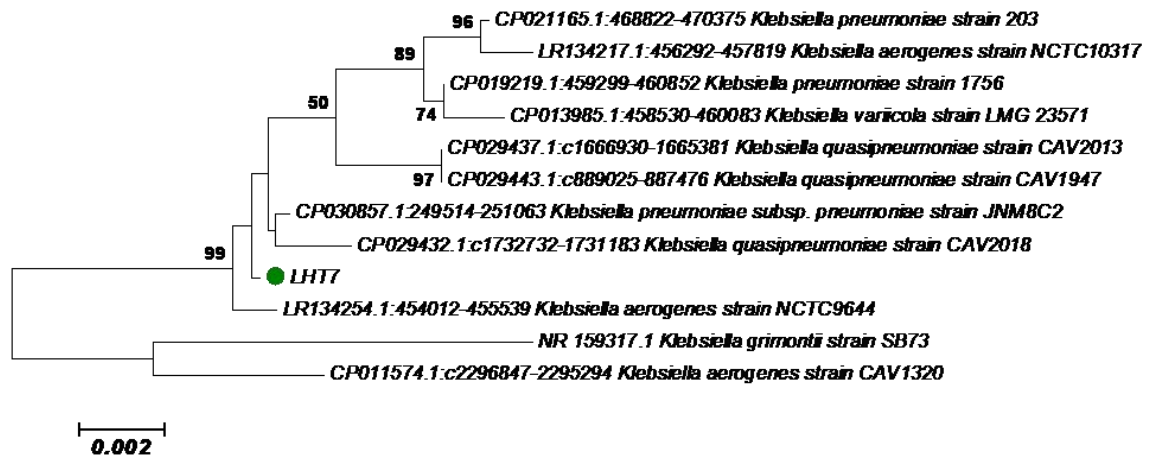 96
CP021165.1:468822-470375 Klebsiella pneumoniae strain 203
LR134217.1:456292-457819 Klebsiella aerogenes strain NCTC10317
89
CP019219.1:459299-460852 Klebsiella pneumoniae strain 1756
50
74
CP013985.1:458530-460083 Klebsiella variicola strain LMG 23571
CP029437.1:c1666930-1665381 Klebsiella quasipneumoniae strain CAV2013
97
CP029443.1:c889025-887476 Klebsiella quasipneumoniae strain CAV1947
CP030857.1:249514-251063 Klebsiella pneumoniae subsp. pneumoniae strain JNM8C2
CP029432.1:c1732732-1731183 Klebsiella quasipneumoniae strain CAV2018
99
LHT7
LR134254.1:454012-455539 Klebsiella aerogenes strain NCTC9644
NR 159317.1 Klebsiella grimontii strain SB73
CP011574.1:c2296847-2295294 Klebsiella aerogenes strain CAV1320
0.002